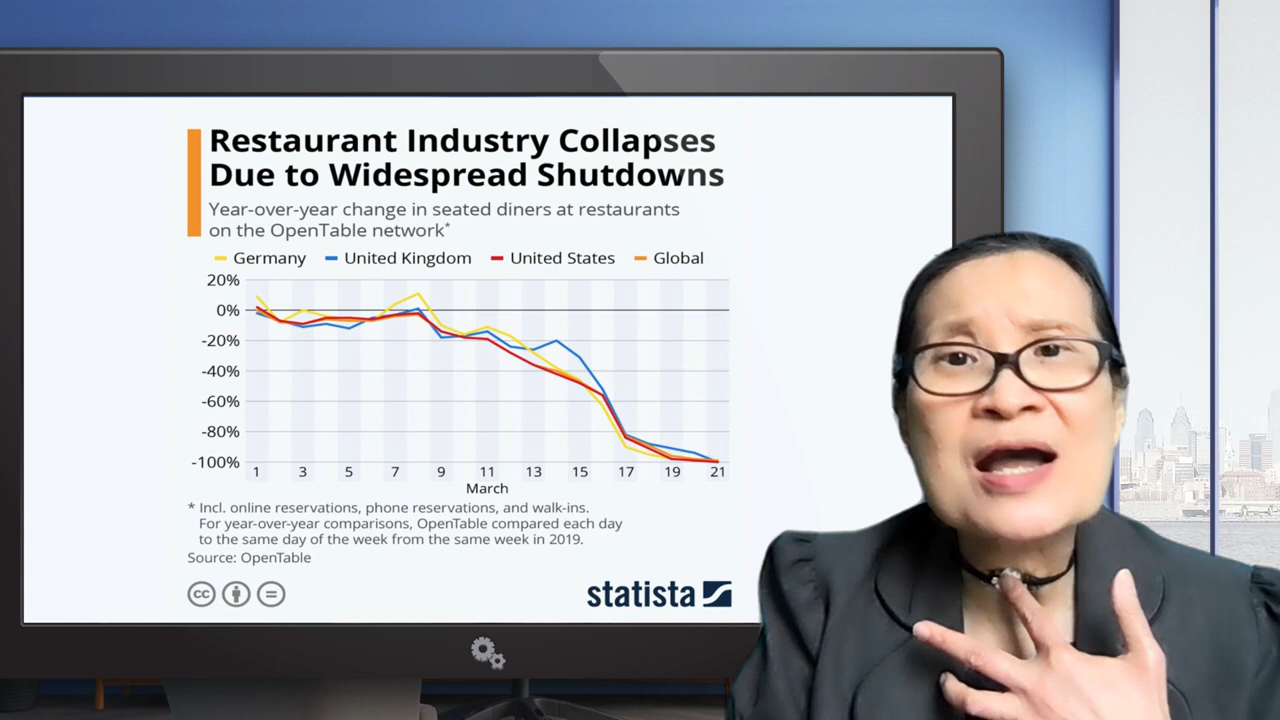 Restaurant Industry Collapses
Due to Widespread Shutdowns
Year-over-year change in seated diners at restaurants
on the OpenTable network*
Germany United Kingdom United States Global
20%
0%
-20%
-40%
-60%
-80%
-100%
1 3 5 7 9 11 13 15 17 19 21
March
* Incl. online reservations, phone reservations, and walk-ins.
For year-over-year comparisons, OpenTable compared each day
to the same day of the week from the same week in 2019.
Source: OpenTable
cc
statista